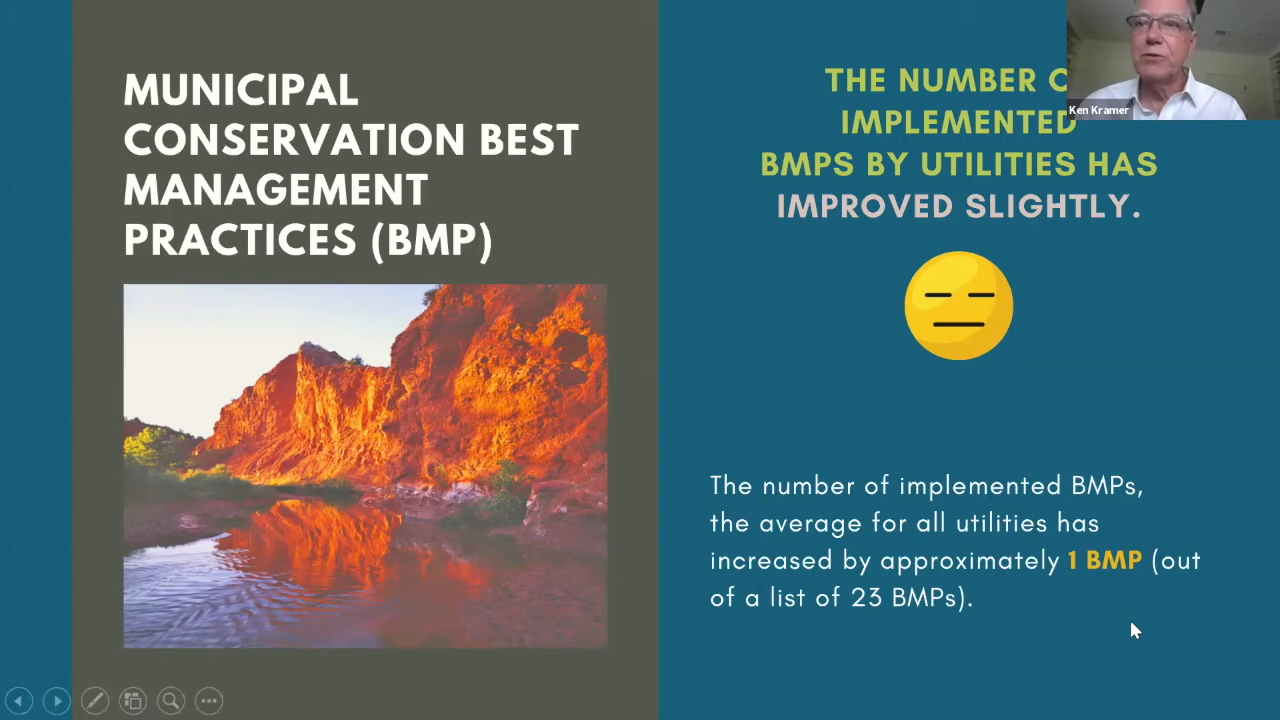 MUNICIPAL
CONSERVATION BEST
MANAGEMENT
PRACTICES (BMP)
THE NUMBER
IMPLEMENTED
BMPS BY UTILITIES HAS
IMPROVED SLIGHTLY.
Ken Kramer
The number of implemented BMPs,
the average for all utilities has
increased by approximately 1 BMP (out
of a list of 23 BMPs).